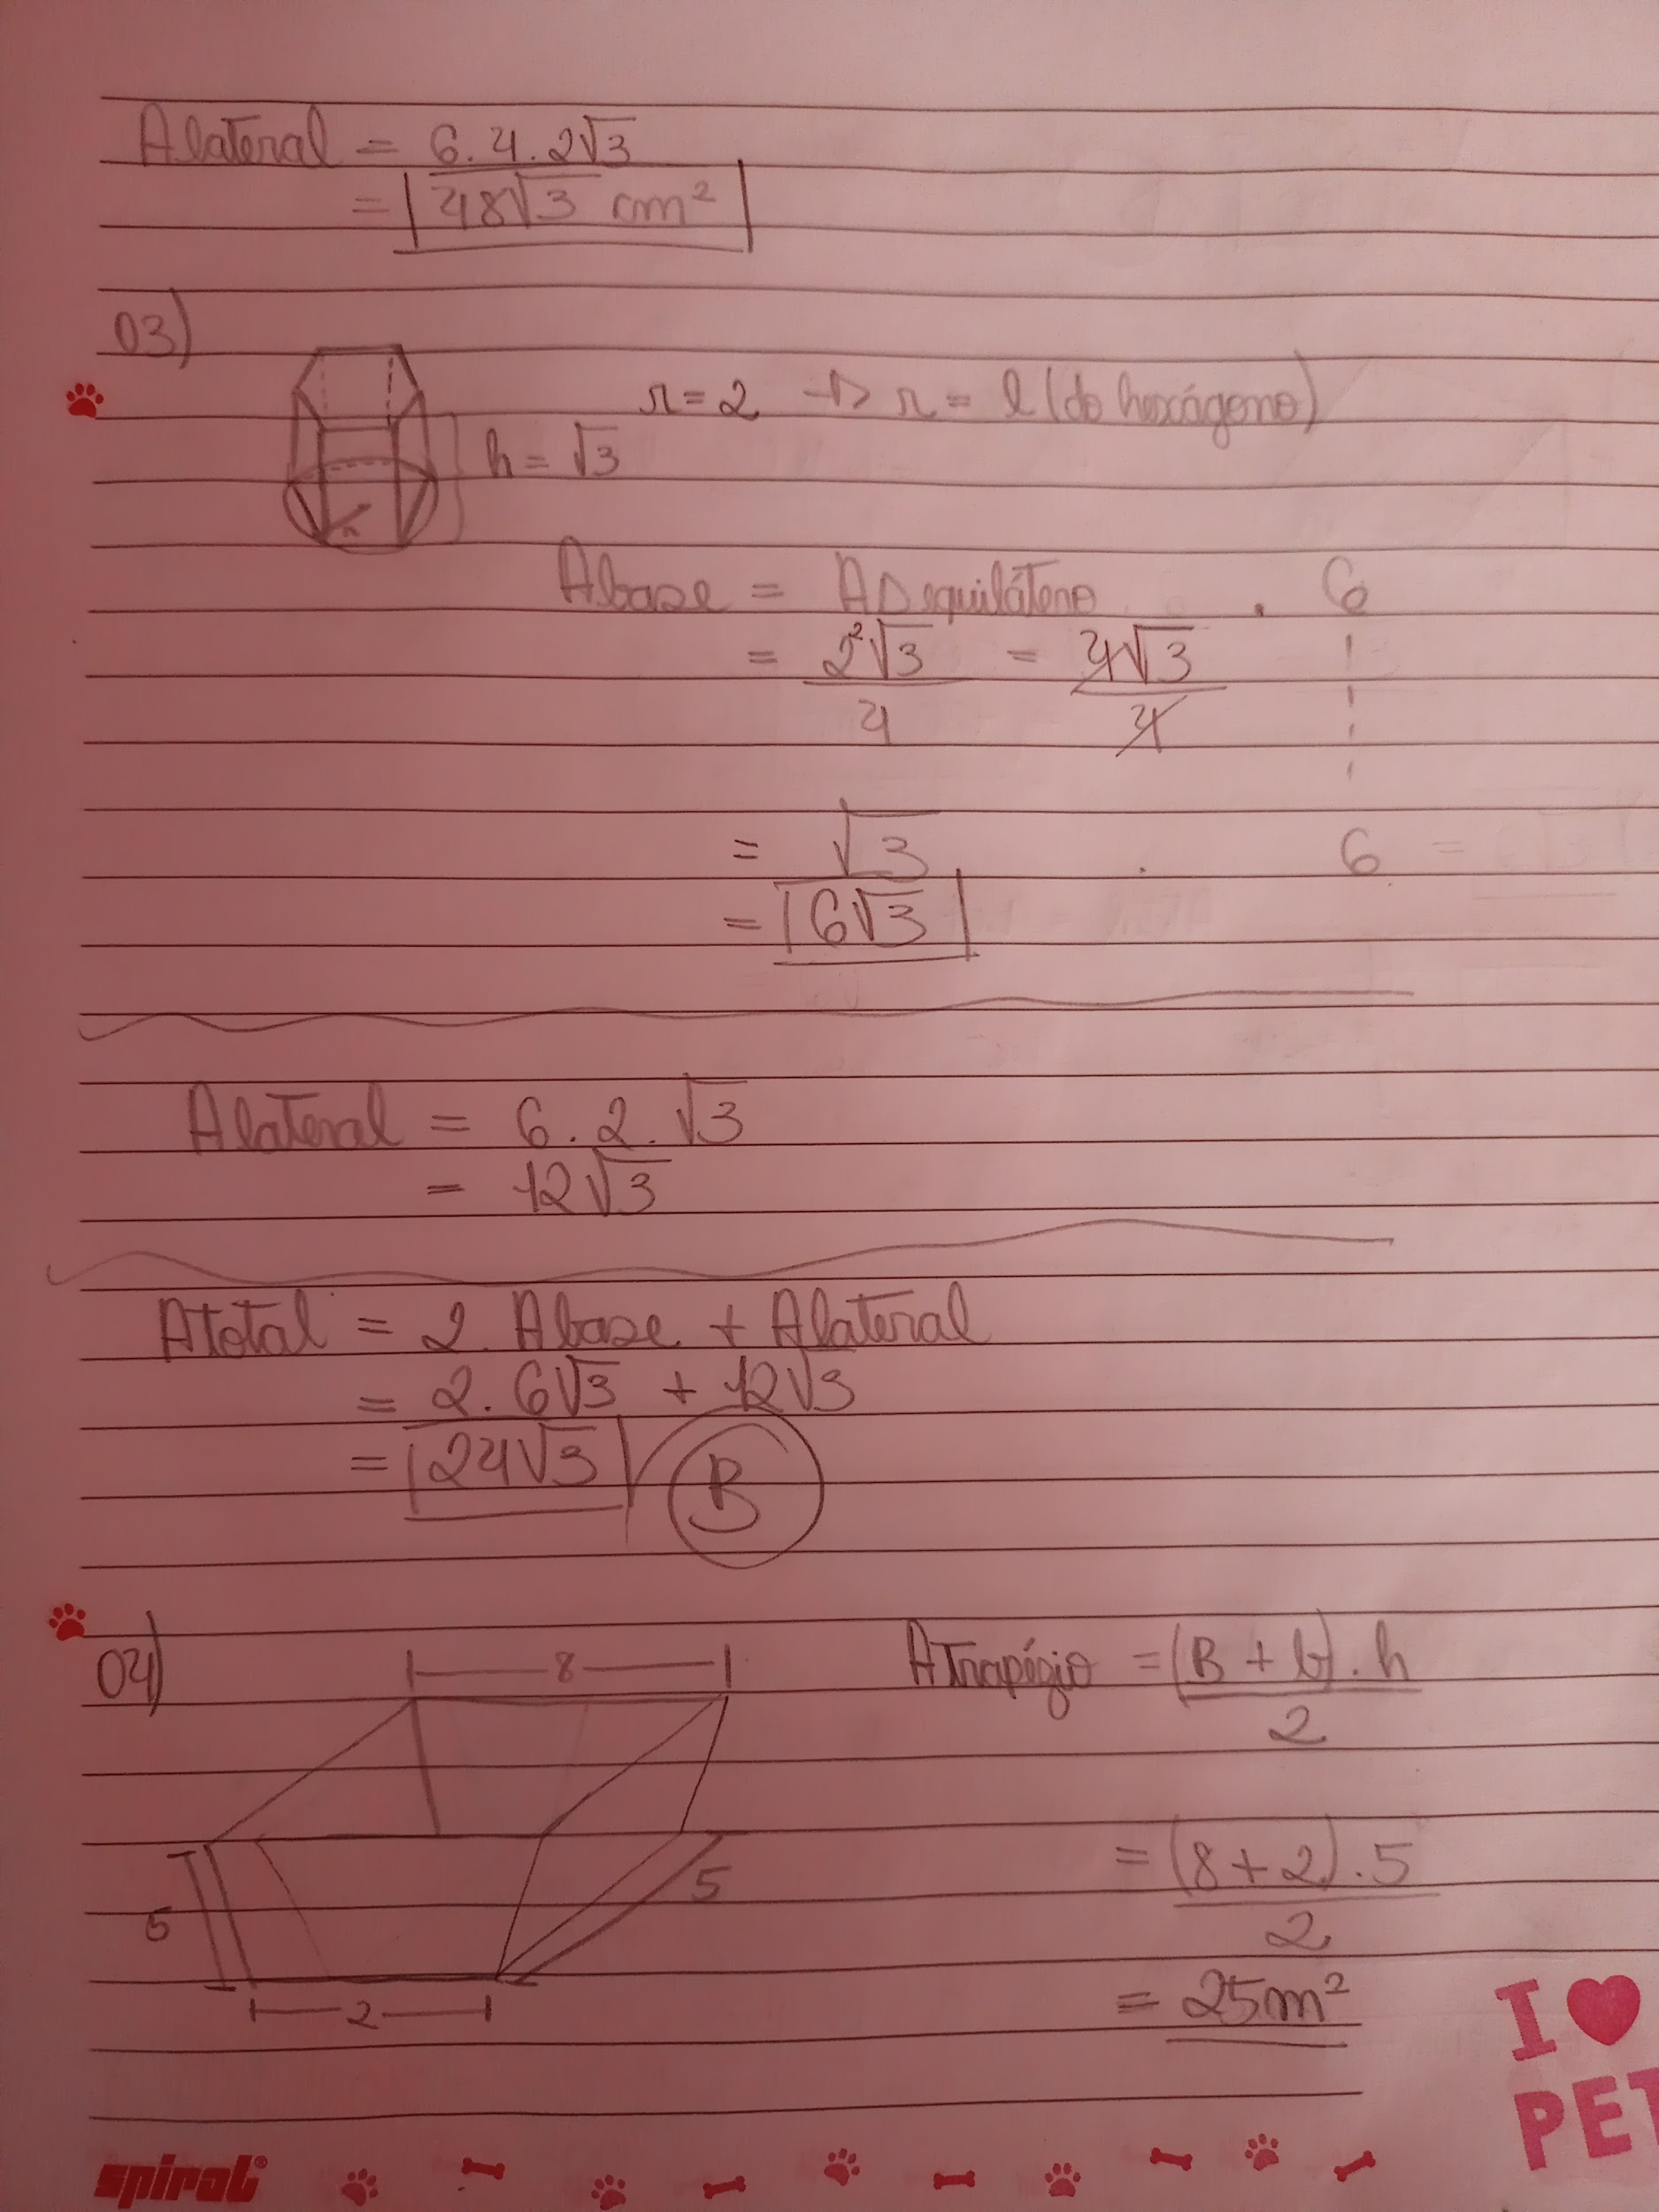 Alateral = 6.4.2√3
= 48√3 cm²
03)
r=2 → r = l (do hexágono)
h = √3
r
Abase = A△equilátero . 6
= 2²√3/4 = 4√3/4
= √3 . 6
= 6√3
Alateral = 6.2.√3
= 12√3
Atotal = 2. Abase + Alateral
= 2.6√3 + 12√3
= 24√3 B
04)
8
ATrapézio = (B + b).h/2
5
5
= (8+2).5/2
2
= 25m²
I ♥
PET
spiral®